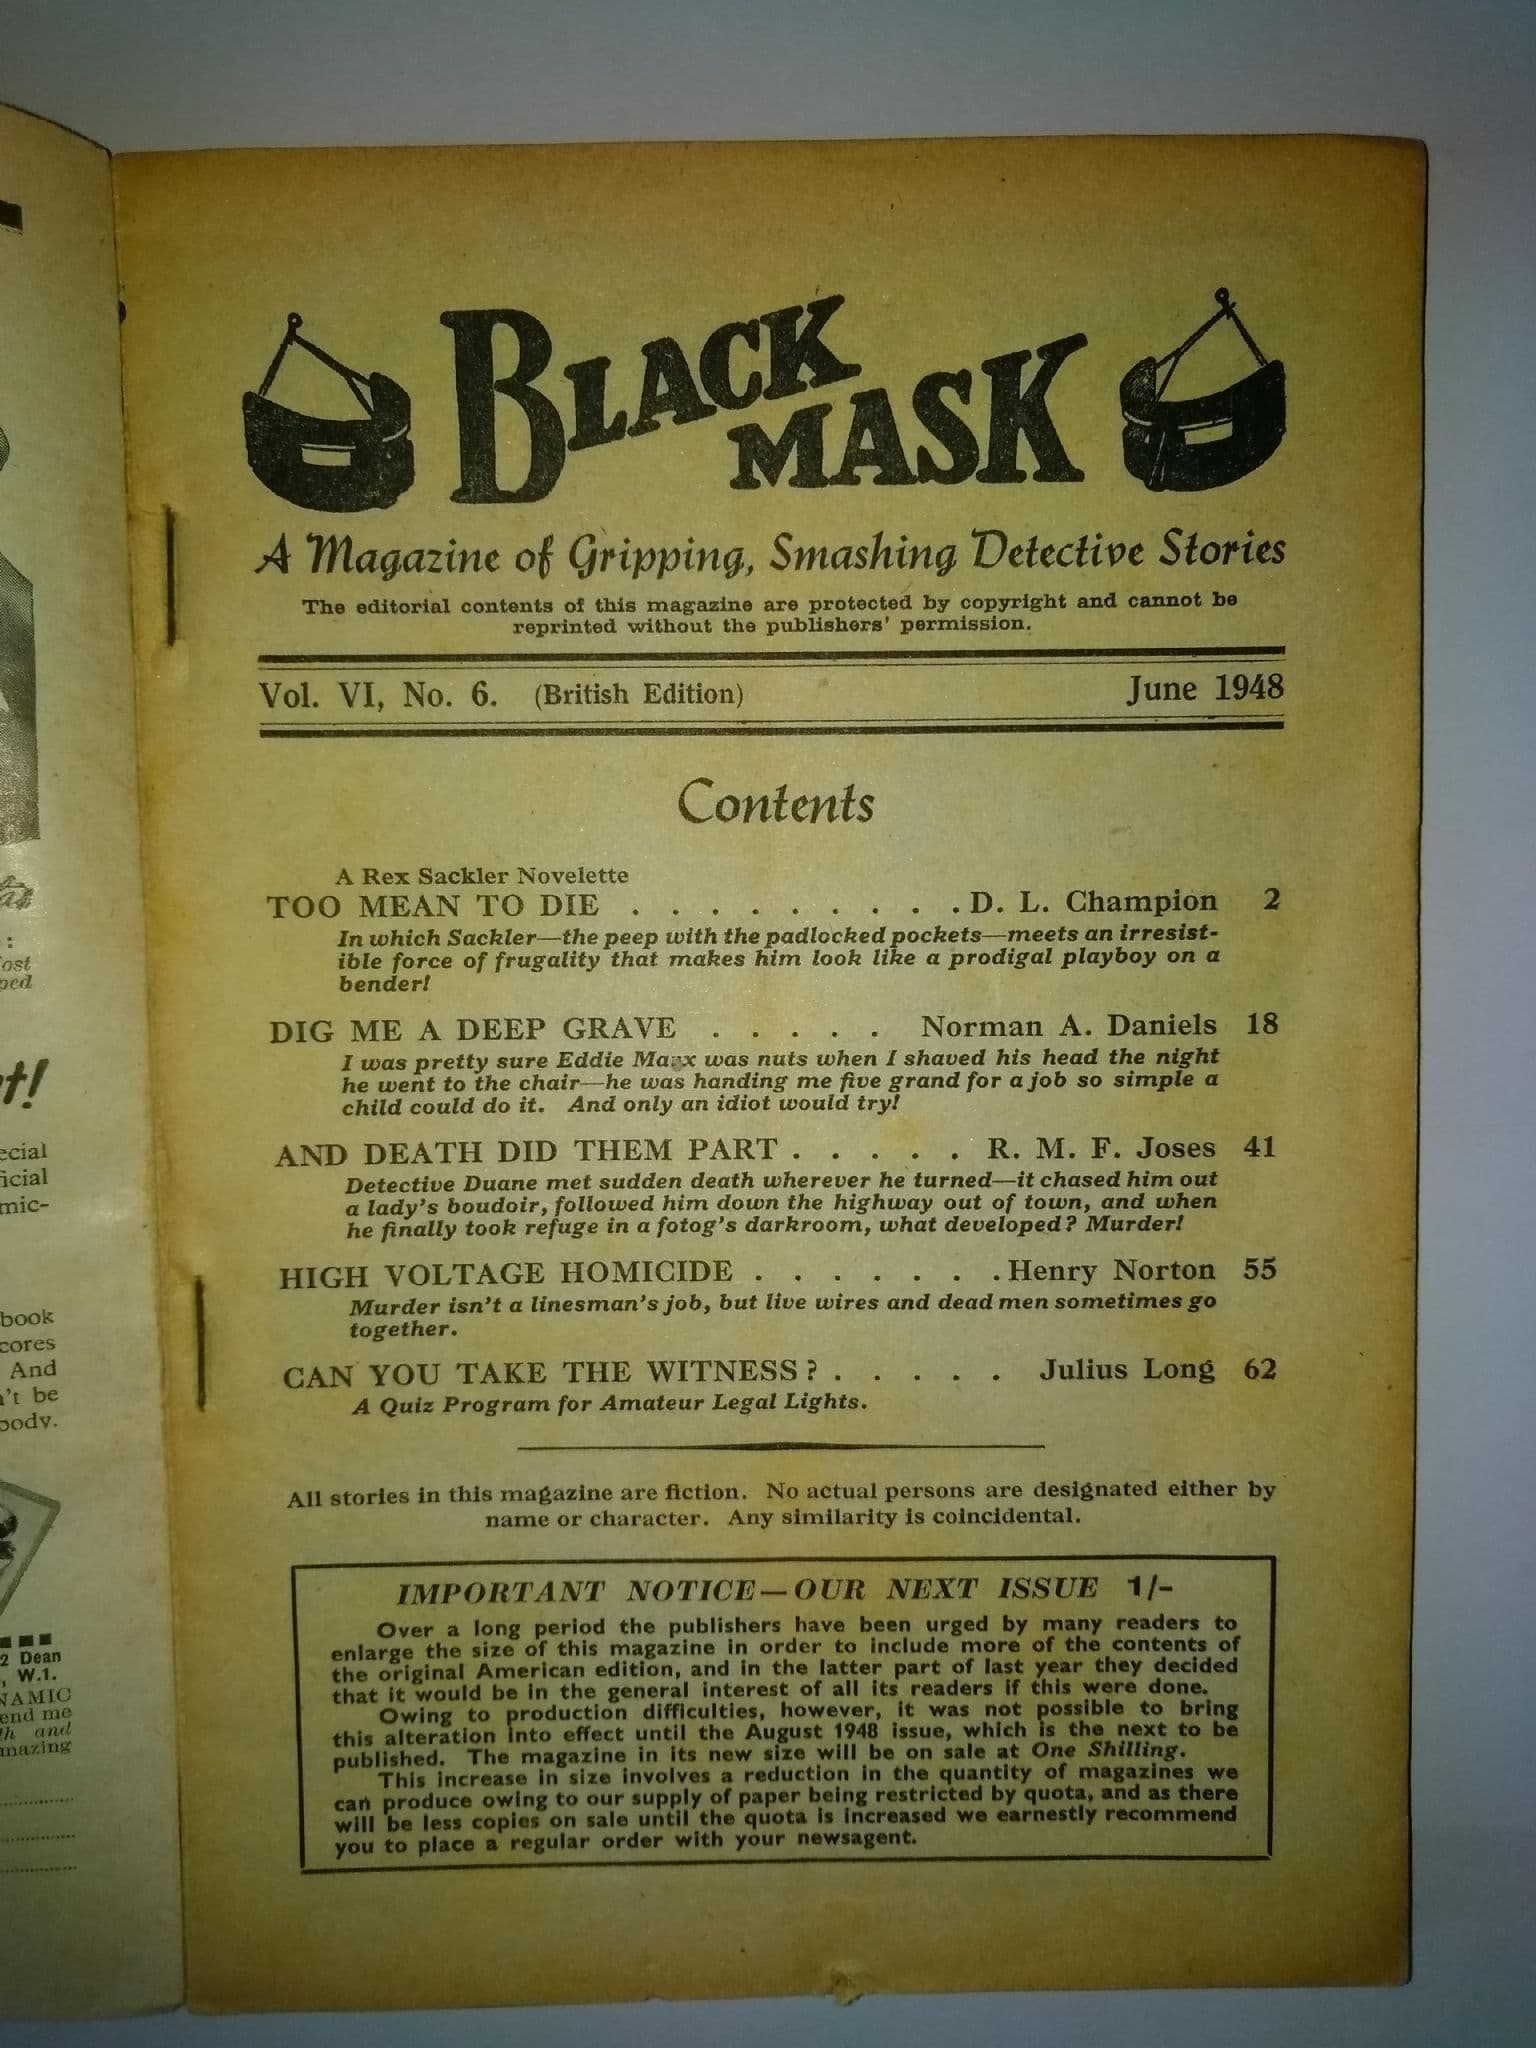 BLACK
MASK
A Magazine of Gripping, Smashing Detective Stories
The editorial contents of this magazine are protected by copyright and cannot be
reprinted without the publishers' permission.
Vol. VI, No. 6. (British Edition) June 1948
Contents
A Rex Sackler Novelette
TOO MEAN TO DIE . . . . . . . . . . D. L. Champion 2
In which Sackler—the peep with the padlocked pockets—meets an irresist-
ible force of frugality that makes him look like a prodigal playboy on a
bender!
DIG ME A DEEP GRAVE . . . . . Norman A. Daniels 18
I was pretty sure Eddie Marx was nuts when I shaved his head the night
he went to the chair—he was handing me five grand for a job so simple a
child could do it. And only an idiot would try!
AND DEATH DID THEM PART . . . . . R. M. F. Joses 41
Detective Duane met sudden death wherever he turned—it chased him out
a lady's boudoir, followed him down the highway out of town, and when
he finally took refuge in a fotog's darkroom, what developed? Murder!
HIGH VOLTAGE HOMICIDE . . . . . . . Henry Norton 55
Murder isn't a linesman's job, but live wires and dead men sometimes go
together.
CAN YOU TAKE THE WITNESS? . . . . . Julius Long 62
A Quiz Program for Amateur Legal Lights.
All stories in this magazine are fiction. No actual persons are designated either by
name or character. Any similarity is coincidental.
IMPORTANT NOTICE—OUR NEXT ISSUE 1/-
Over a long period the publishers have been urged by many readers to
enlarge the size of this magazine in order to include more of the contents of
the original American edition, and in the latter part of last year they decided
that it would be in the general interest of all its readers if this were done.
Owing to production difficulties, however, it was not possible to bring
this alteration into effect until the August 1948 issue, which is the next to be
published. The magazine in its new size will be on sale at One Shilling.
This increase in size involves a reduction in the quantity of magazines we
can produce owing to our supply of paper being restricted by quota, and as there
will be less copies on sale until the quota is increased we earnestly recommend
you to place a regular order with your newsagent.
book
And
be
2 Dean
W.1.
end me
and